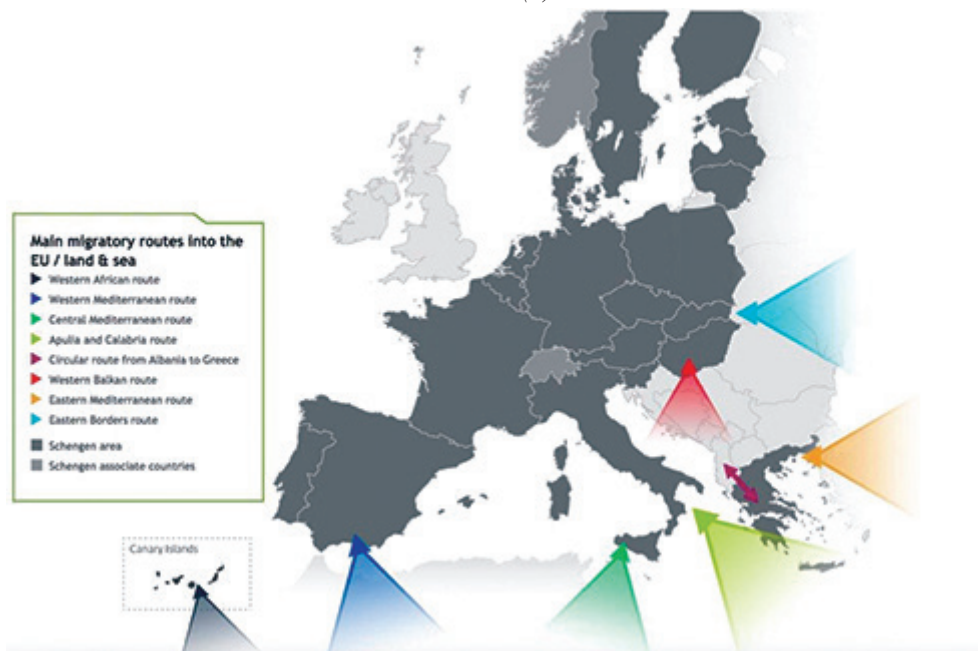 Main migratory routes into the
EU / land & sea
Western African route
Western Mediterranean route
Central Mediterranean route
Apulia and Calabria route
Circular route from Albania to Greece
Western Balkan route
Eastern Mediterranean route
Eastern Borders route
Schengen area
Schengen associate countries
Canary Islands